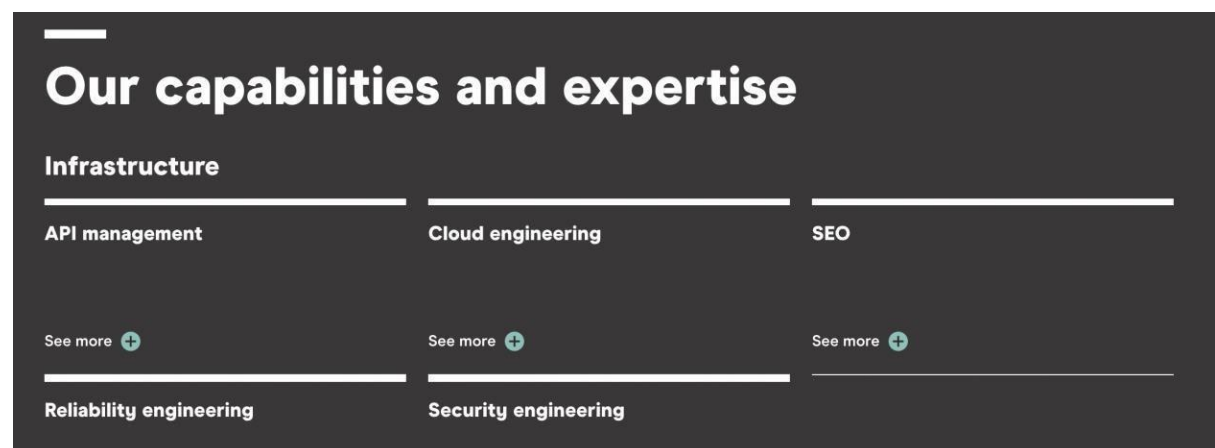 Our capabilities and expertise
Infrastructure
API management
Cloud engineering
SEO
See more
See more
See more
Reliability engineering
Security engineering